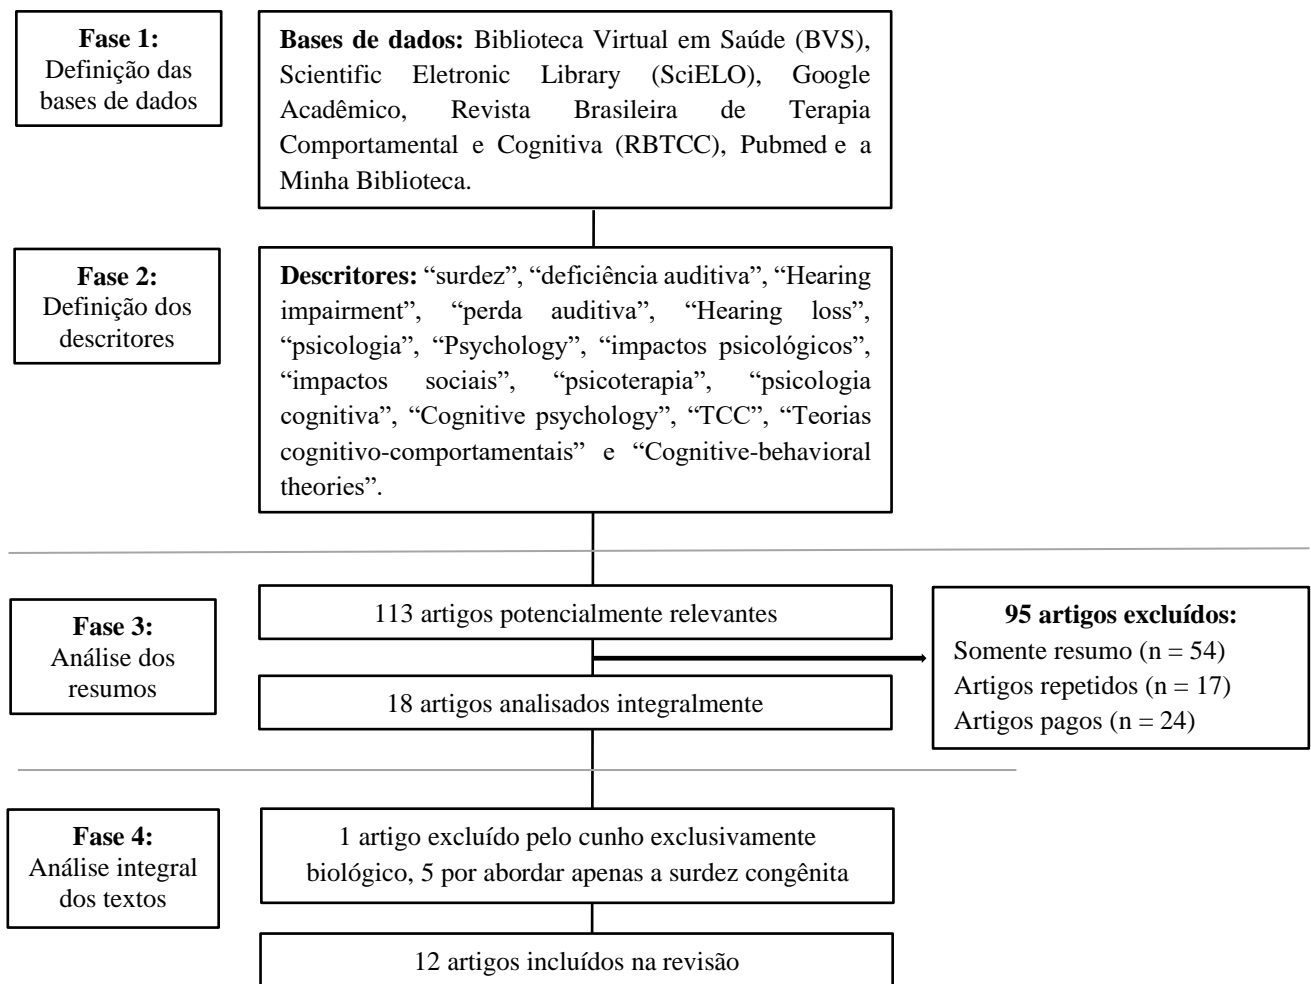 Fase 1:
Definição das
bases de dados
Bases de dados: Biblioteca Virtual em Saúde (BVS),
Scientific Eletronic Library (SciELO), Google
Acadêmico, Revista Brasileira de Terapia
Comportamental e Cognitiva (RBTCC), Pubmed e a
Minha Biblioteca.
Fase 2:
Definição dos
descritores
Descritores: “surdez”, “deficiência auditiva”, “Hearing
impairment”, “perda auditiva”, “Hearing loss”,
“psicologia”, “Psychology”, “impactos psicológicos”,
“impactos sociais”, “psicoterapia”, “psicologia
cognitiva”, “Cognitive psychology”, “TCC”, “Teorias
cognitivo-comportamentais” e “Cognitive-behavioral
theories”.
Fase 3:
Análise dos
resumos
113 artigos potencialmente relevantes
18 artigos analisados integralmente
95 artigos excluídos:
Somente resumo (n = 54)
Artigos repetidos (n = 17)
Artigos pagos (n = 24)
Fase 4:
Análise integral
dos textos
1 artigo excluído pelo cunho exclusivamente
biológico, 5 por abordar apenas a surdez congênita
12 artigos incluídos na revisão